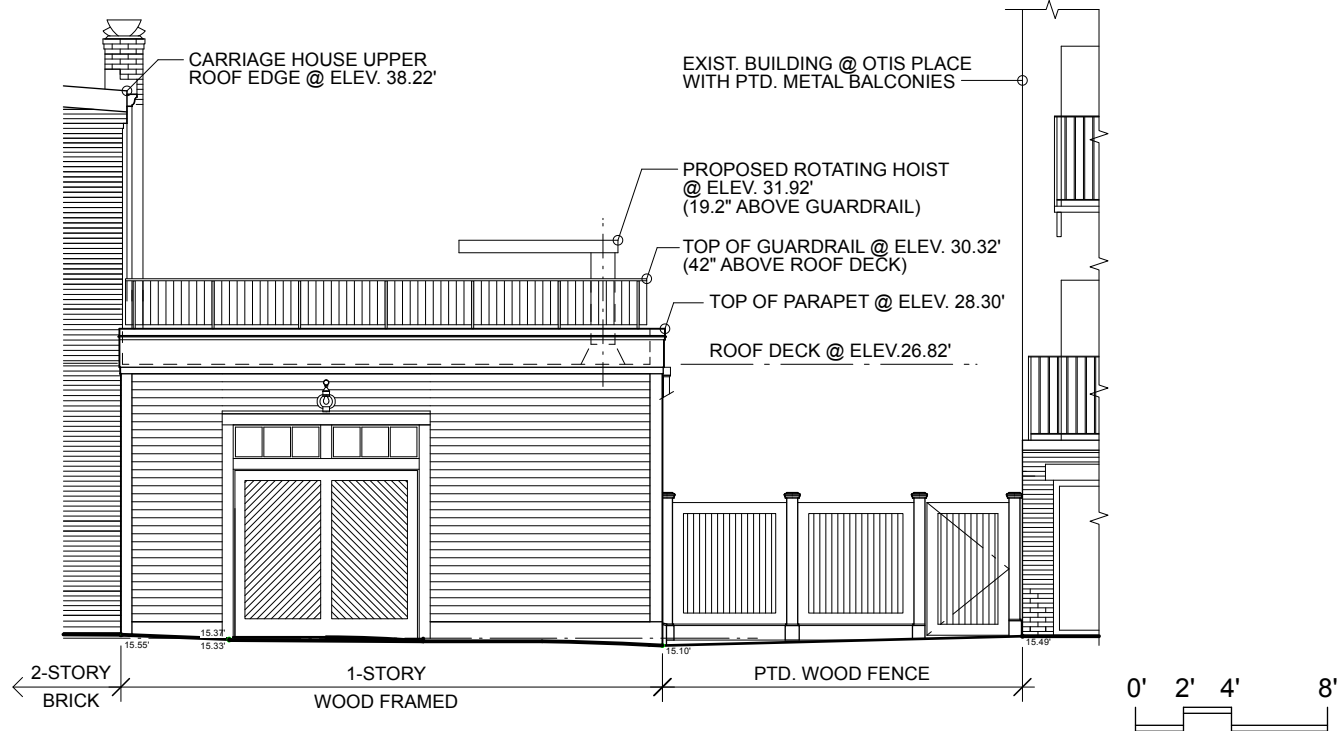 CARRIAGE HOUSE UPPER
ROOF EDGE @ ELEV. 38.22'
EXIST. BUILDING @ OTIS PLACE
WITH PTD. METAL BALCONIES
PROPOSED ROTATING HOIST
@ ELEV. 31.92'
(19.2" ABOVE GUARDRAIL)
TOP OF GUARDRAIL @ ELEV. 30.32'
(42" ABOVE ROOF DECK)
TOP OF PARAPET @ ELEV. 28.30'
ROOF DECK @ ELEV.26.82'
15.55'
15.37'
15.33'
15.10'
15.49'
2-STORY
BRICK
1-STORY
WOOD FRAMED
PTD. WOOD FENCE
0' 2' 4' 8'